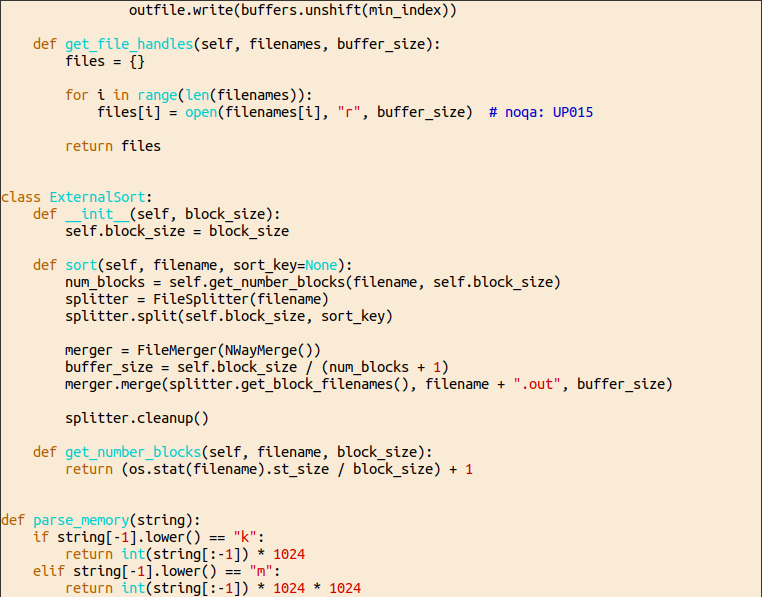 outfile.write(buffers.unshift(min_index))

    def get_file_handles(self, filenames, buffer_size):
        files = {}

        for i in range(len(filenames)):
            files[i] = open(filenames[i], "r", buffer_size)  # noqa: UP015

        return files


class ExternalSort:
    def __init__(self, block_size):
        self.block_size = block_size

    def sort(self, filename, sort_key=None):
        num_blocks = self.get_number_blocks(filename, self.block_size)
        splitter = FileSplitter(filename)
        splitter.split(self.block_size, sort_key)

        merger = FileMerger(NWayMerge())
        buffer_size = self.block_size / (num_blocks + 1)
        merger.merge(splitter.get_block_filenames(), filename + ".out", buffer_size)

        splitter.cleanup()

    def get_number_blocks(self, filename, block_size):
        return (os.stat(filename).st_size / block_size) + 1


def parse_memory(string):
    if string[-1].lower() == "k":
        return int(string[:-1]) * 1024
    elif string[-1].lower() == "m":
        return int(string[:-1]) * 1024 * 1024